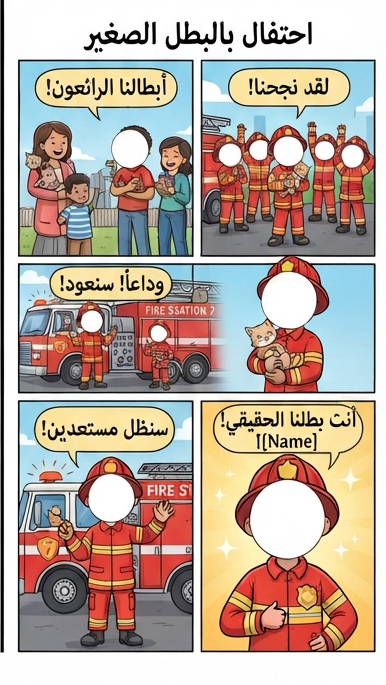 احتفال بالبطل الصغير
لقد نجحنا!
أبطالنا الرائعون!
وداعاً! سنعود!
FIRE SSATION 7
أنت بطلنا الحقيقي!
[Name]I
سنظل مستعدين!
FIRE S
7